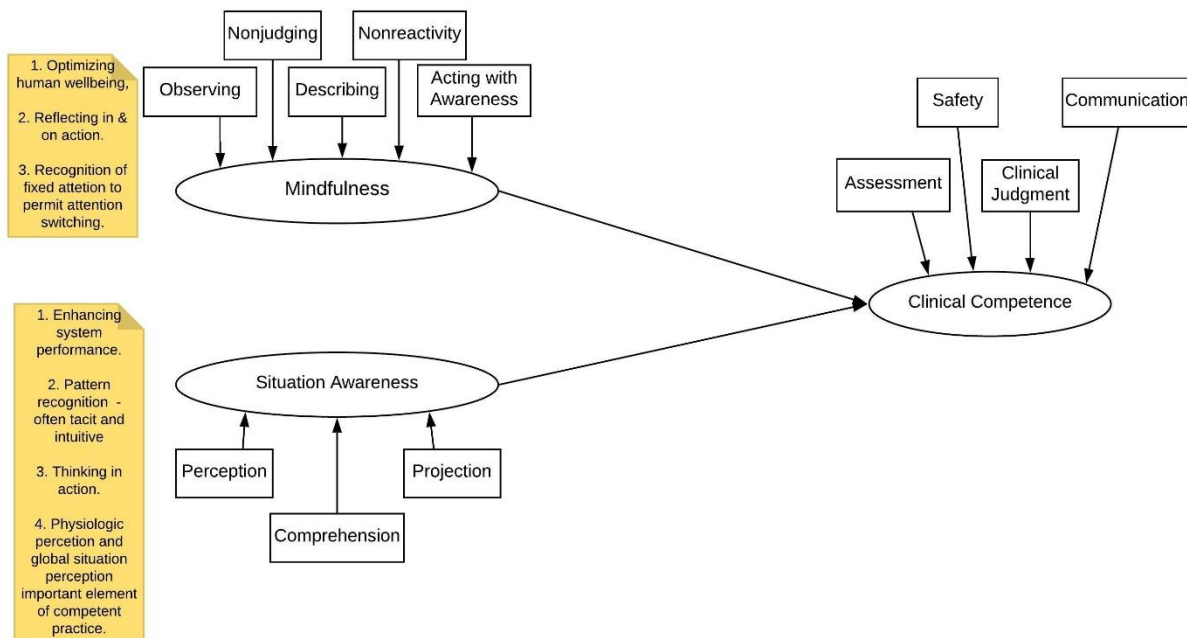 1. Optimizing
human wellbeing,
2. Reflecting in &
on action.
3. Recognition of
fixed attetion to
permit attention
switching.
Nonjudging
Nonreactivity
Observing
Describing
Acting with
Awareness
Mindfulness
Safety
Communication
Assessment
Clinical
Judgment
Clinical Competence
1. Enhancing
system
performance.
2. Pattern
recognition -
often tacit and
intuitive
3. Thinking in
action.
4. Physiologic
percetion and
global situation
perception
important element
of competent
practice.
Situation Awareness
Perception
Projection
Comprehension